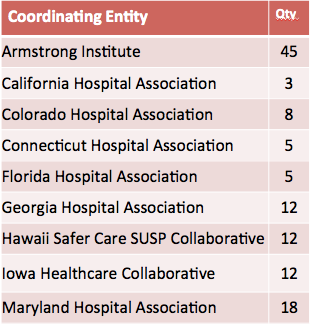 Coordinating Entity Qty
Armstrong Institute 45
California Hospital Association 3
Colorado Hospital Association 8
Connecticut Hospital Association 5
Florida Hospital Association 5
Georgia Hospital Association 12
Hawaii Safer Care SUSP Collaborative 12
Iowa Healthcare Collaborative 12
Maryland Hospital Association 18